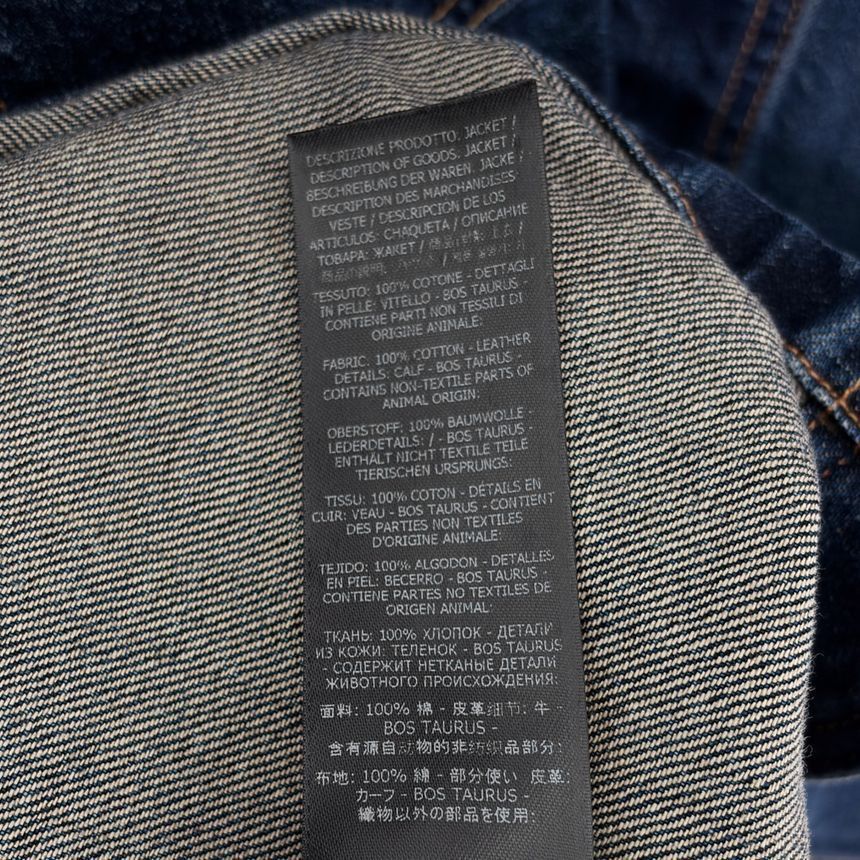 DESCRIZIONE PRODOTTO. JACKET /
DESCRIPTION OF GOODS. JACKET /
BESCHREIBUNG DER WAREN. JACKE /
DESCRIPTION DES MARCHANDISES
VESTE / DESCRIPCION DE LOS
ARTICULOS: CHAQUETA / ОПИСАНИЕ
ТОВАРА: ЖАКЕТ /
TESSUTO: 100% COTONE - DETTAGLI
IN PELLE: VITELLO - BOS TAURUS -
CONTIENE PARTI NON TESSILI DI
ORIGINE ANIMALE:
FABRIC: 100% COTTON - LEATHER
DETAILS: CALF - BOS TAURUS -
CONTAINS NON-TEXTILE PARTS OF
ANIMAL ORIGIN:
OBERSTOFF: 100% BAUMWOLLE -
LEDERDETAILS: / - BOS TAURUS -
ENTHÄLT NICHT TEXTILE TEILE
TIERISCHEN URSPRUNGS:
TISSU: 100% COTON - DÉTAILS EN
CUIR: VEAU - BOS TAURUS - CONTIENT
DES PARTIES NON TEXTILES
D'ORIGINE ANIMALE:
TEJIDO: 100% ALGODON - DETALLES
EN PIEL: BECERRO - BOS TAURUS -
CONTIENE PARTES NO TEXTILES DE
ORIGEN ANIMAL:
ТКАНЬ: 100% ХЛОПОК - ДЕТАЛИ
ИЗ КОЖИ: ТЕЛЕНОК - BOS TAURUS
- СОДЕРЖИТ НЕТКАНЫЕ ДЕТАЛИ
ЖИВОТНОГО ПРОИСХОЖДЕНИЯ:
面料: 100% 棉 - 皮革细节: 牛 -
BOS TAURUS -
含有源自动物的非纺织品部分:
布地: 100% 綿 - 部分使い 皮革:
カーフ - BOS TAURUS -
織物以外の部品を使用: